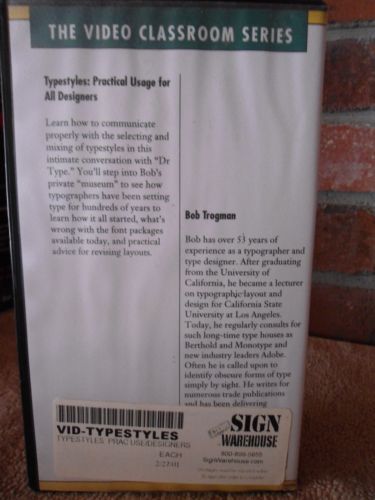 THE VIDEO CLASSROOM SERIES
Typestyles: Practical Usage for
All Designers
Learn how to communicate
properly with the selecting and
mixing of typestyles in this
intimate conversation with "Dr
Type." You'll step into Bob's
private "museum" to see how
typographers have been setting
type for hundreds of years to
learn how it all started, what's
wrong with the font packages
available today, and practical
advice for revising layouts.
Bob Trogman
Bob has over 53 years of
experience as a typographer and
type designer. After graduating
from the University of
California, he became a lecturer
on typographic layout and
design for California State
University at Los Angeles.
Today, he regularly consults for
such long-time type houses as
Berthold and Monotype and
new industry leaders Adobe.
Often he is called upon to
identify obscure forms of type
simply by sight. He writes for
numerous trade publications
and has been delivering
VID-TYPESTYLES
TYPESTYLES: PRAC USE/DESIGNERS
EACH
2/27/01
SIGN
WAREHOUSE
800-899-5655
SignWarehouse.com